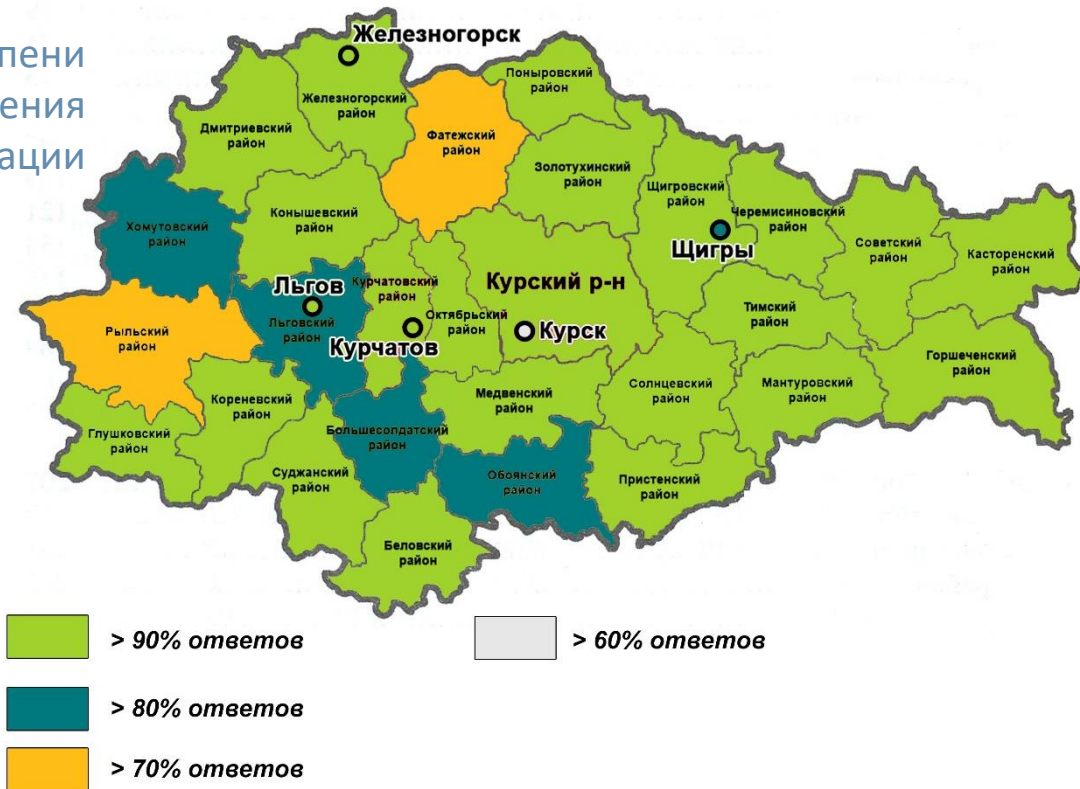 пени
ения
ации
Железногорск
Железногорский
район
Поныровский
район
Дмитриевский
район
Фатежский
район
Золотухинский
район
Щигровский
район
Черемисиновский
район
Щигры
Хомутовский
район
Конышевский
район
Советский
район
Касторенский
район
Льгов
Льговский
район
Курчатовский
район
Октябрьский
район
Курчатов
Курский р-н
Курск
Тимский
район
Рыльский
район
Горшеченский
район
Кореневский
район
Медвенский
район
Солнцевский
район
Мантуровский
район
Глушковский
район
Большесолдатский
район
Суджанский
район
Обоянский
район
Пристенский
район
Беловский
район
> 90% ответов
> 60% ответов
> 80% ответов
> 70% ответов